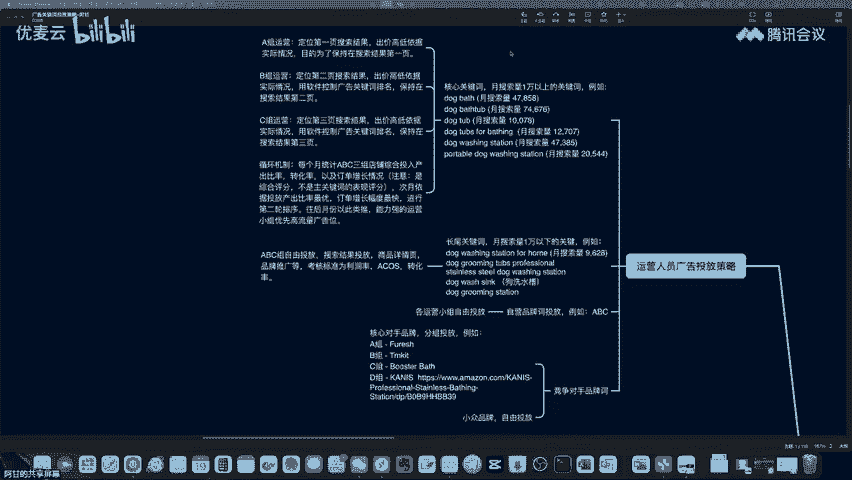 优麦云 bilibili
腾讯会议
A组运营：定位第一页搜索结果，出价高低依据
实际情况，目的为了保持在搜索结果第一页。
B组运营：定位第二页搜索结果，出价高低依据
实际情况，用软件控制广告关键词排名，保持在
搜索结果第二页。
C组运营：定位第三页搜索结果，出价高低依据
实际情况，用软件控制广告关键词排名，保持在
搜索结果第三页。
循环机制：每个月统计ABC三组店铺综合投入产
出比率，转化率，以及订单增长情况（注意：是
综合评分，不是主关键词的表现评分），次月依
据投放产出比率最优，订单增长幅度最快，进行
第二轮排序。往后月份以此类推，能力强的运营
小组优先高流量广告位。
核心关键词，月搜索量1万以上的关键词，例如：
dog bath (月搜索量 47,858)
dog bathtub (月搜索量 74,676)
dog tub (月搜索量 10,078)
dog tubs for bathing (月搜索量 12,707)
dog washing station (月搜索量 47,385)
portable dog washing station (月搜索量 20,544)
ABC组自由投放，搜索结果投放，商品详情页，
品牌推广等，考核标准为利润率，ACOS，转化
率。
长尾关键词，月搜索量1万以下的关键，例如：
dog washing station for home (月搜索量 9,628)
dog grooming tubs professional
stainless steel dog washing station
dog wash sink （狗洗水槽）
dog grooming station
运营人员广告投放策略
各运营小组自由投放
自营品牌词投放，例如：ABC
核心对手品牌，分组投放，例如：
A组 - Furesh
B组 - Tmkit
C组 - Booster Bath
D组 - KANIS https://www.amazon.com/KANIS-
Professional-Stainless-Bathing-
Station/dp/B0B9HHBB39
竞争对手品牌词
小众品牌，自由投放
阿甘的共享屏幕